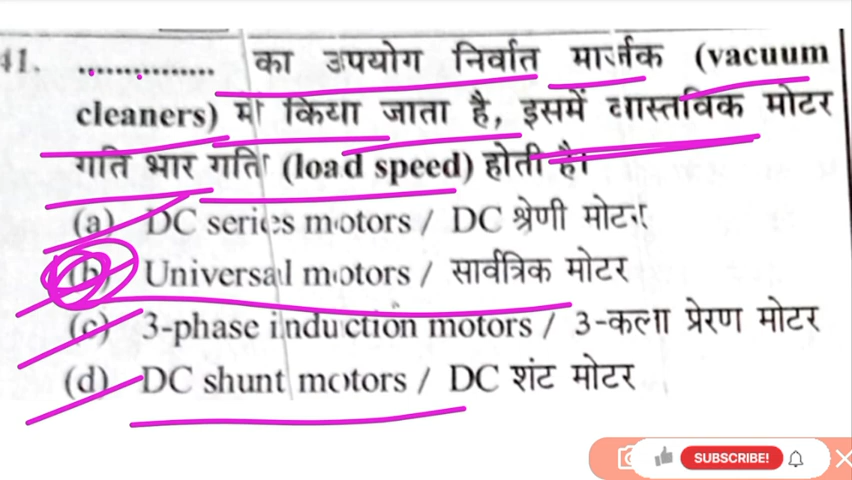 41. ............... का उपयोग निर्वात मार्जक (vacuum
cleaners) में किया जाता है, इसमें वास्तविक मोटर
गति भार गति (load speed) होती है।
(a) DC series motors / DC श्रेणी मोटर
(b) Universal motors / सार्वत्रिक मोटर
(c) 3-phase induction motors / 3-कला प्रेरण मोटर
(d) DC shunt motors / DC शंट मोटर
SUBSCRIBE!